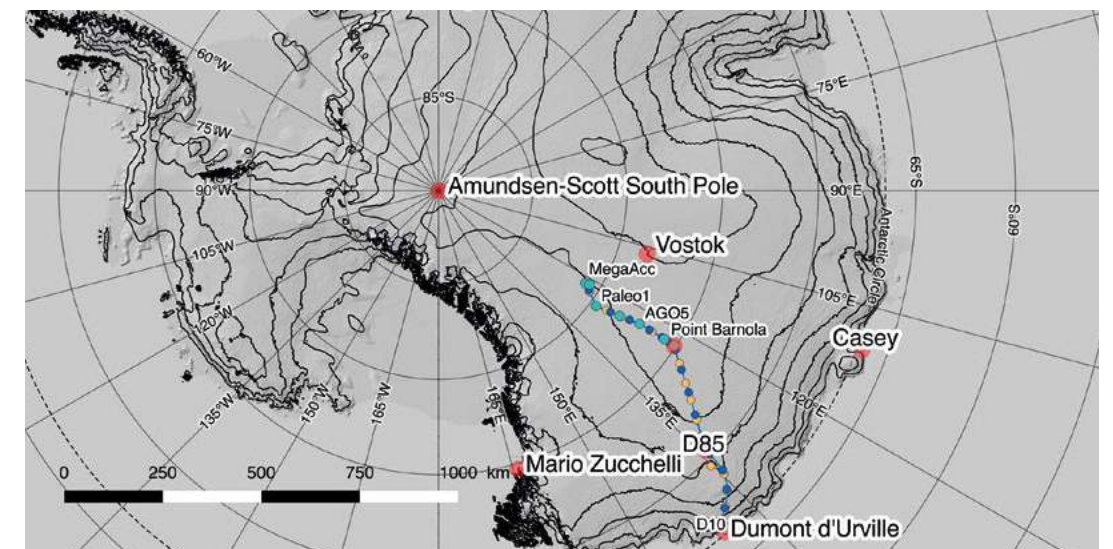 60°W
85°S
75°E
75°W
65°S
60°S
90°W
Amundsen-Scott South Pole
90°E
Antarctic Circle
Vostok
105°W
MegaAcc
Paleo1
105°E
AGO5
120°W
Point Barnola
Casey
135°W
150°W
165°W
165°E
150°E
135°E
120°E
D85
0 250 500 750 1000 km
Mario Zucchelli
D10
Dumont d'Urville